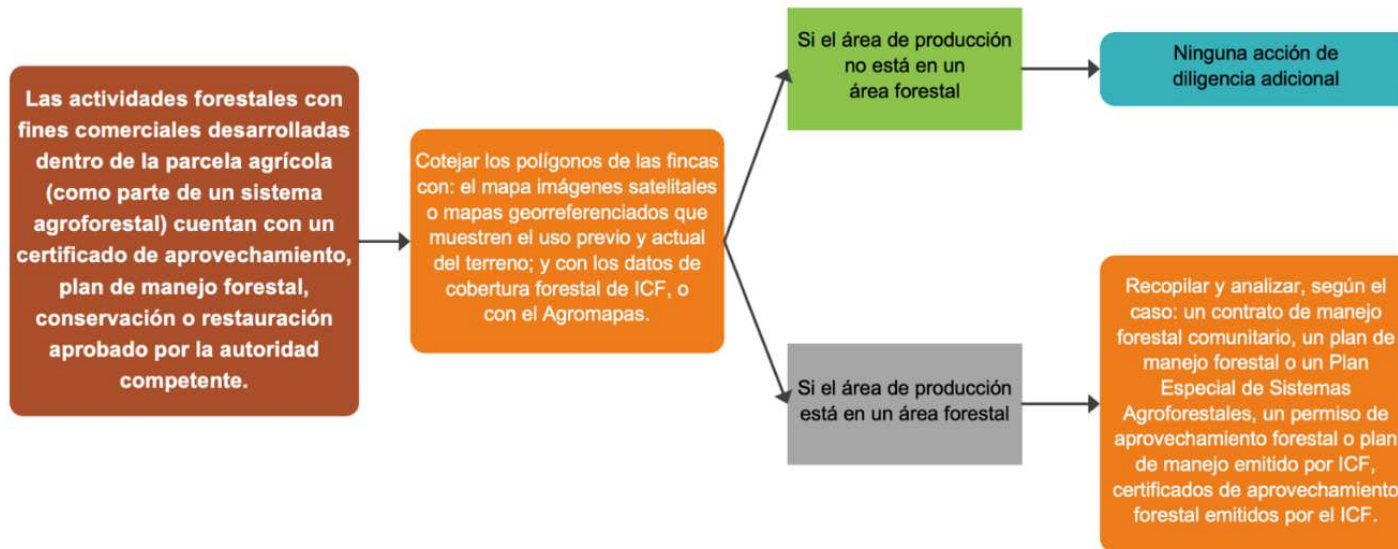 Las actividades forestales con
fines comerciales desarrolladas
dentro de la parcela agrícola
(como parte de un sistema
agroforestal) cuentan con un
certificado de aprovechamiento,
plan de manejo forestal,
conservación o restauración
aprobado por la autoridad
competente.
Cotejar los polígonos de las fincas
con: el mapa imágenes satelitales
o mapas georreferenciados que
muestren el uso previo y actual
del terreno; y con los datos de
cobertura forestal de ICF, o
con el Agromapas.
Si el área de producción
no está en un
área forestal
Ninguna acción de
diligencia adicional
Si el área de producción
está en un área forestal
Recopilar y analizar, según el
caso: un contrato de manejo
forestal comunitario, un plan de
manejo forestal o un Plan
Especial de Sistemas
Agroforestales, un permiso de
aprovechamiento forestal o plan
de manejo emitido por ICF,
certificados de aprovechamiento
forestal emitidos por el ICF.